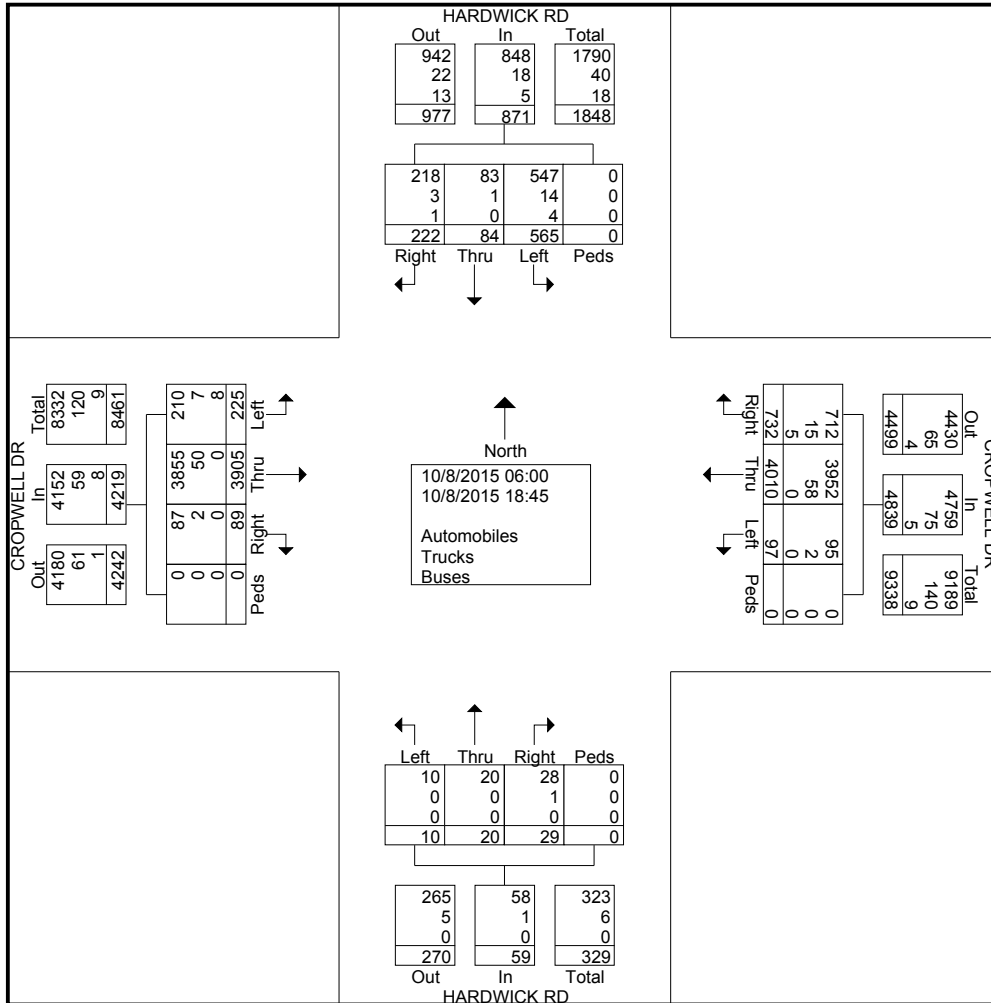 HARDWICK RD
Out In Total
942 848 1790
22 18 40
13 5 18
977 871 1848
218 83 547 0
3 1 14 0
1 0 4 0
222 84 565 0
Right Thru Left Peds
CROPWELL DR
Total In Out
8332 4152 4180
120 59 61
9 8 1
8461 4219 4242
210 3855 87 0
7 50 2 0
8 0 0 0
225 3905 89 0
Left Thru Right Peds
North
10/8/2015 06:00
10/8/2015 18:45
Automobiles
Trucks
Buses
CROPWELL DR
Out In Total
4430 4759 9189
65 75 140
4 5 9
4499 4839 9338
712 3952 95 0
15 58 2 0
5 0 0 0
732 4010 97 0
Right Thru Left Peds
Left Thru Right Peds
10 20 28 0
0 0 1 0
0 0 0 0
10 20 29 0
265 58 323
5 1 6
0 0 0
270 59 329
Out In Total
HARDWICK RD